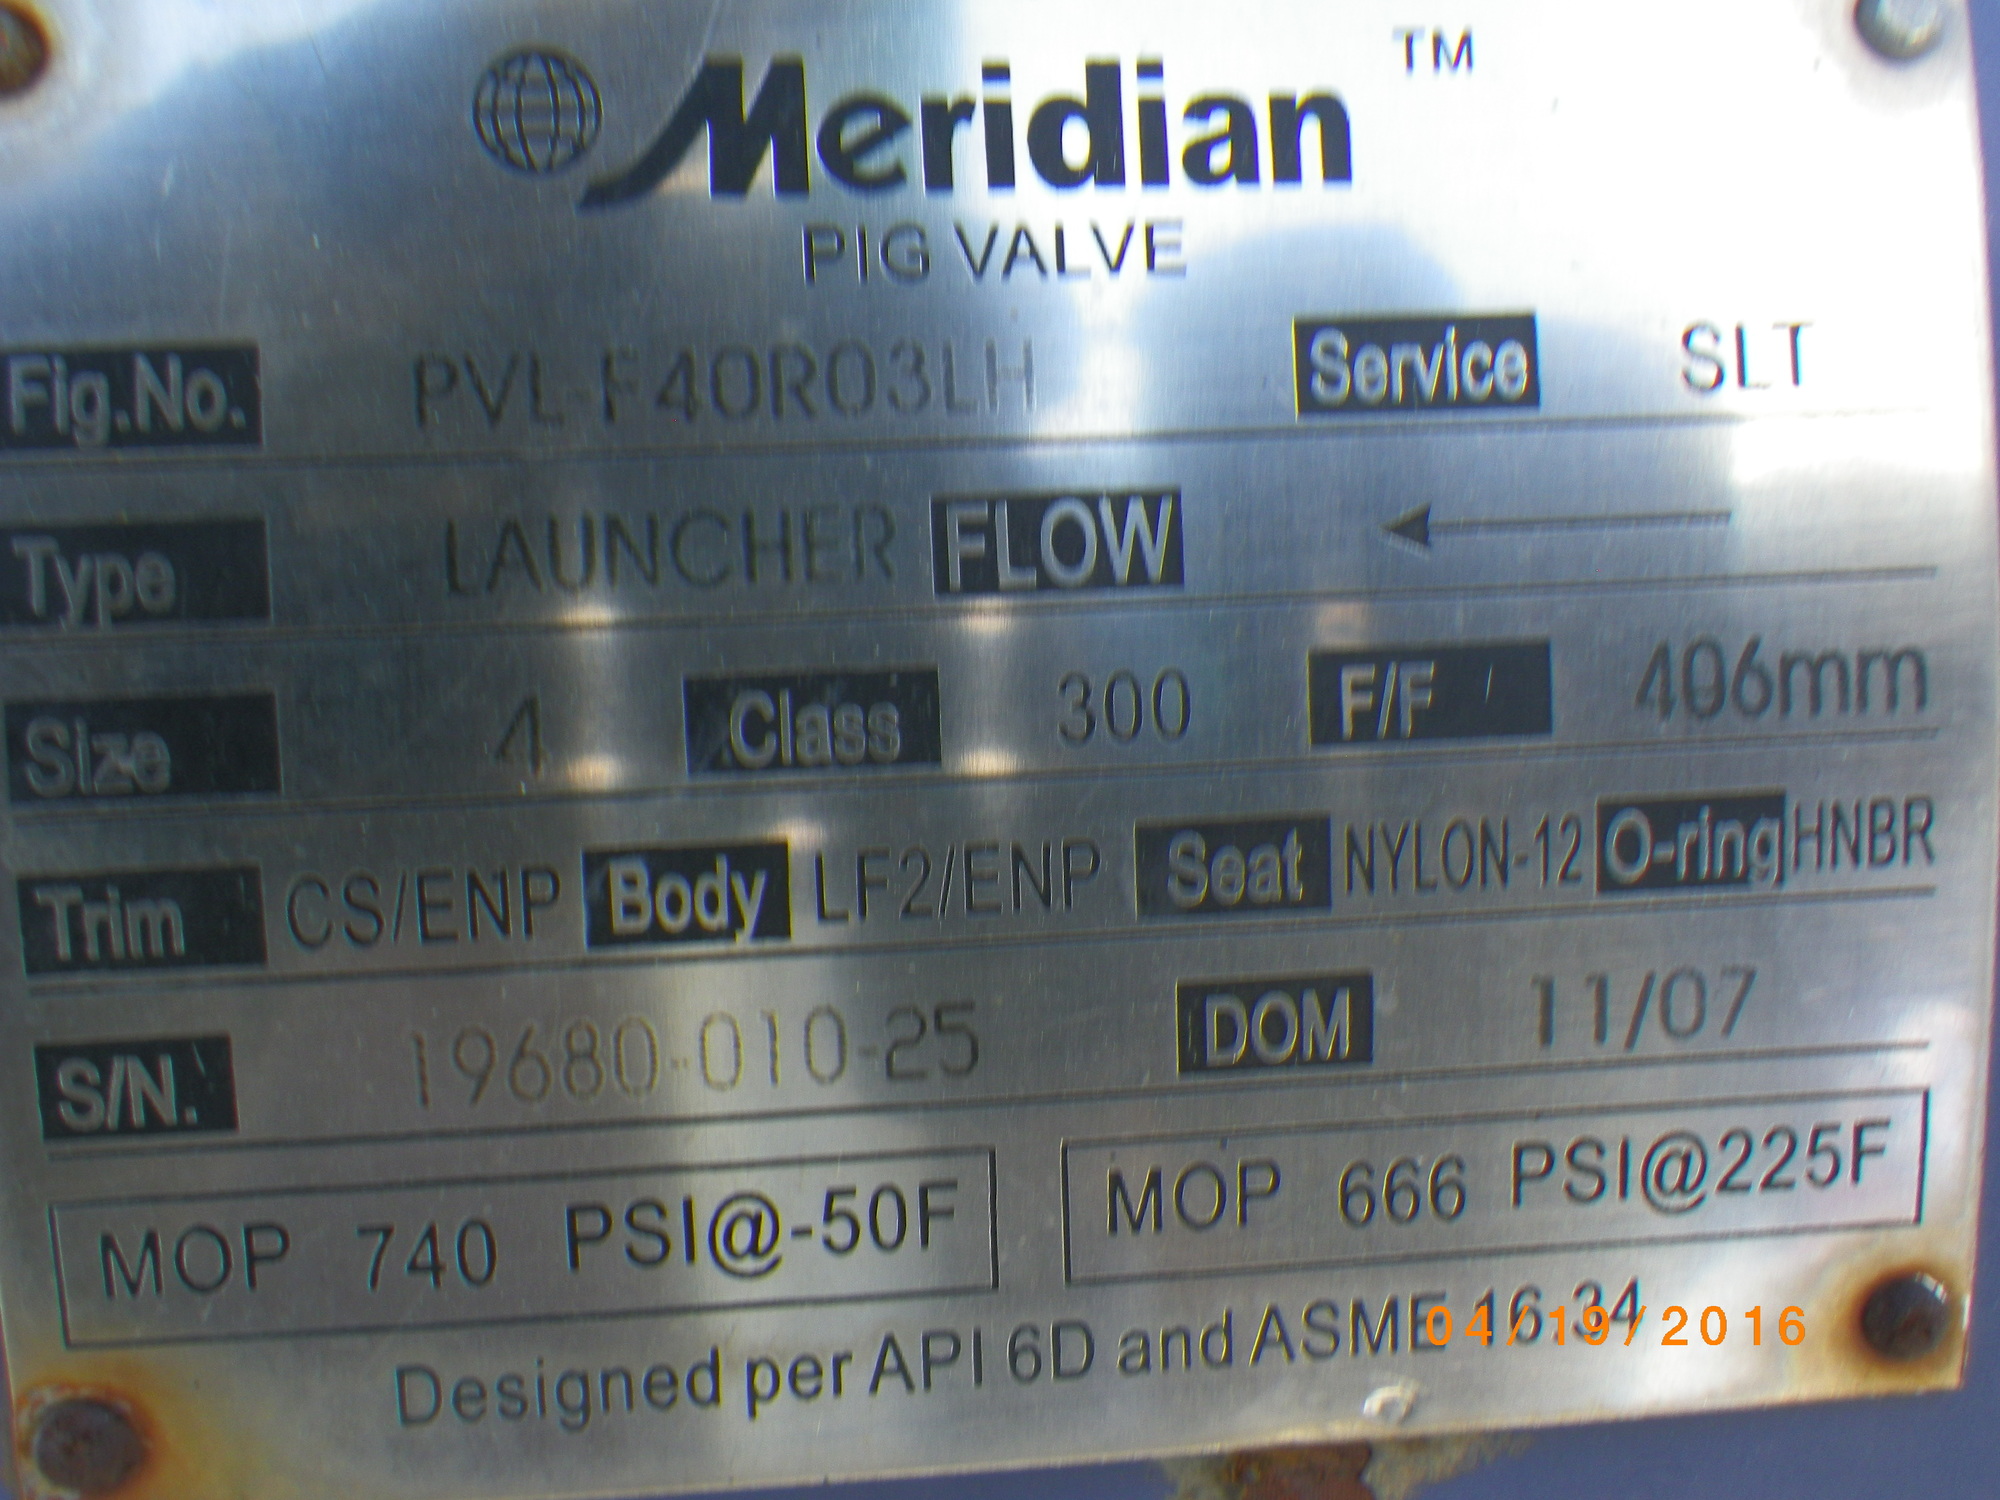 Meridian TM
PIG VALVE
Fig.No. PVL-F40R03LH Service SLT
Type LAUNCHER FLOW
Size 4 Class 300 F/F 406mm
Trim CS/ENP Body LF2/ENP Seat NYLON-12 O-ring HNBR
S/N. 19680-010-25 DOM 11/07
MOP 740 PSI@-50F MOP 666 PSI@225F
Designed per API 6D and ASME 16.34
04/19/2016